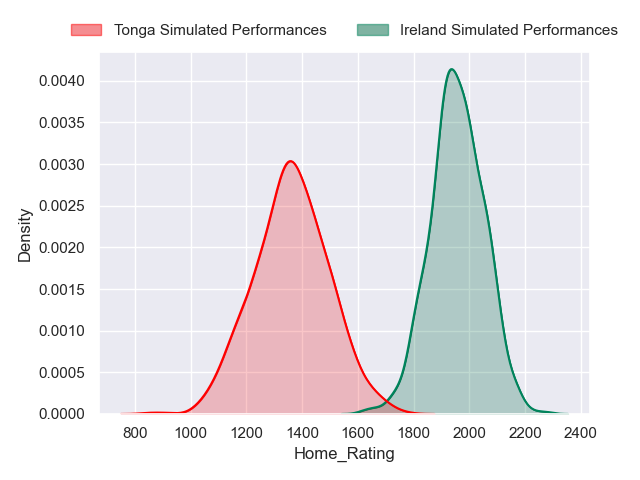 Tonga Simulated Performances
Ireland Simulated Performances
0.0040
0.0035
0.0030
0.0025
0.0020
0.0015
0.0010
0.0005
0.0000
Density
800 1000 1200 1400 1600 1800 2000 2200 2400
Home_Rating